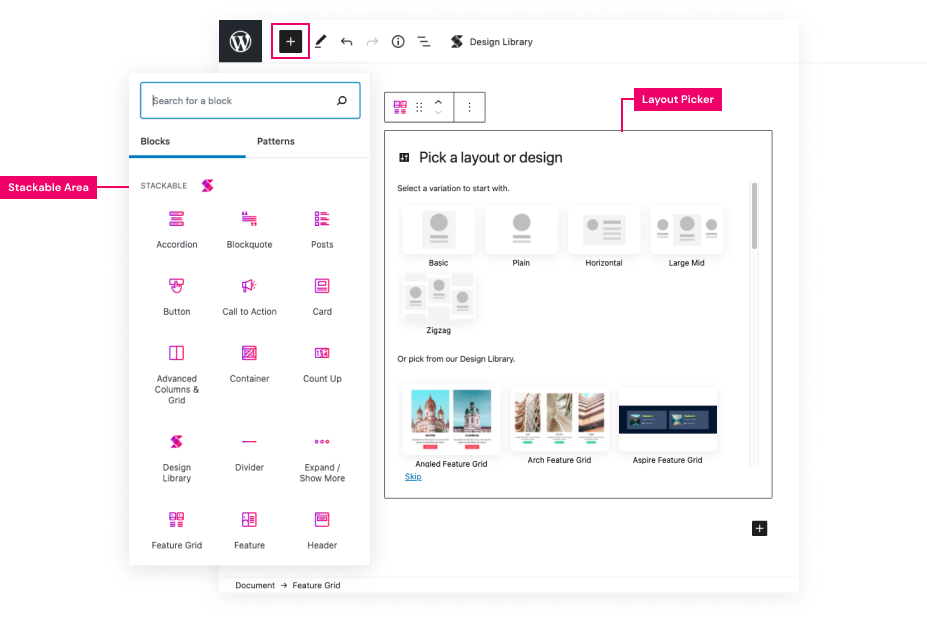 Design Library
Layout Picker
Search for a block
Blocks
Patterns
Pick a layout or design
Select a variation to start with.
Stackable Area
STACKABLE
Accordion
Blockquote
Posts
Basic
Plain
Horizontal
Large Mid
Button
Call to Action
Card
Zigzag
Or pick from our Design Library.
Advanced
Columns &
Grid
Container
Count Up
Design
Library
Divider
Expand /
Show More
Angled Feature Grid
Arch Feature Grid
Aspire Feature Grid
Skip
Feature Grid
Feature
Header
Document → Feature Grid